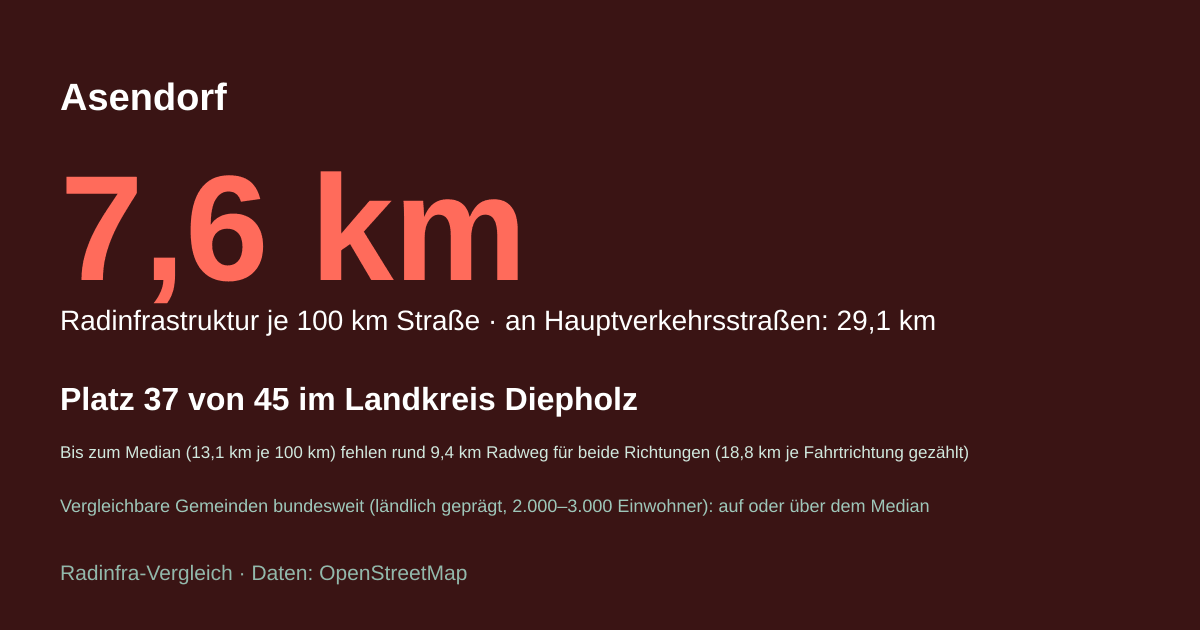 Asendorf
7,6 km
Radinfrastruktur je 100 km Straße · an Hauptverkehrsstraßen: 29,1 km
Platz 37 von 45 im Landkreis Diepholz
Bis zum Median (13,1 km je 100 km) fehlen rund 9,4 km Radweg für beide Richtungen (18,8 km je Fahrtrichtung gezählt)
Vergleichbare Gemeinden bundesweit (ländlich geprägt, 2.000–3.000 Einwohner): auf oder über dem Median
Radinfra-Vergleich · Daten: OpenStreetMap